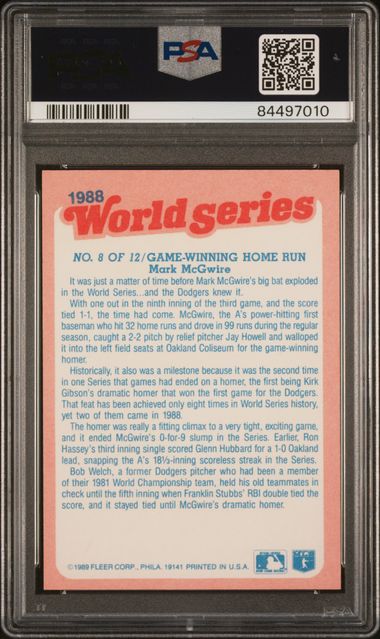 PSA
84497010
1988
World Series
NO. 8 OF 12/GAME-WINNING HOME RUN
Mark McGwire
It was just a matter of time before Mark McGwire's big bat exploded
in the World Series...and the Dodgers knew it.
With one out in the ninth inning of the third game, and the score
tied 1-1, the time had come. McGwire, the A's power-hitting first
baseman who hit 32 home runs and drove in 99 runs during the regular
season, caught a 2-2 pitch by relief pitcher Jay Howell and walloped
it into the left field seats at Oakland Coliseum for the game-winning
homer.
Historically, it also was a milestone because it was the second time
in one Series that games had ended on a homer, the first being Kirk
Gibson's dramatic homer that won the first game for the Dodgers.
That feat has been achieved only eight times in World Series history,
yet two of them came in 1988.
The homer was really a fitting climax to a very tight, exciting game,
and it ended McGwire's 0-for-9 slump in the Series. Earlier, Ron
Hassey's third inning single scored Glenn Hubbard for a 1-0 Oakland
lead, snapping the A's 18½-inning scoreless streak in the Series.
Bob Welch, a former Dodgers pitcher who had been a member
of their 1981 World Championship team, held his old teammates in
check until the fifth inning when Franklin Stubbs' RBI double tied the
score, and it stayed tied until McGwire's dramatic homer.
©1989 FLEER CORP., PHILA. 19141 PRINTED IN U.S.A.